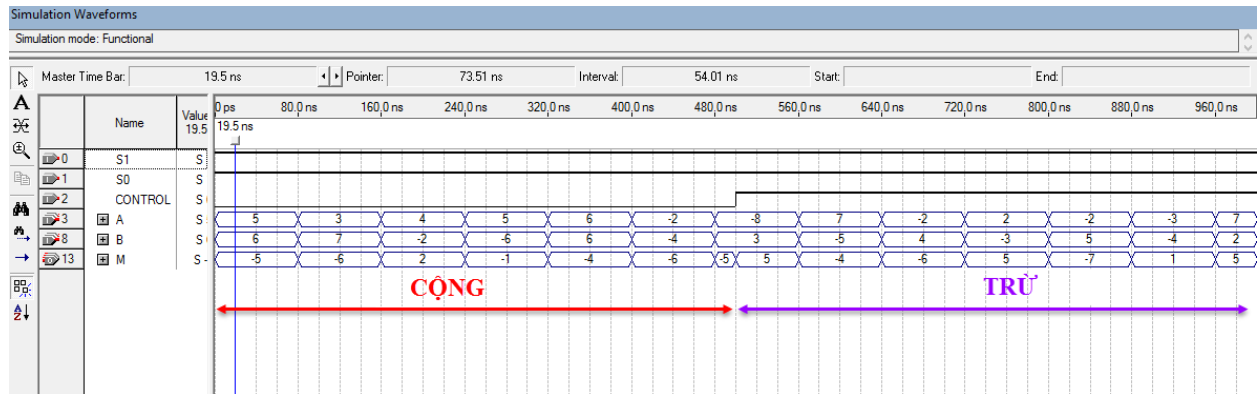 Simulation Waveforms
Simulation mode: Functional
Master Time Bar: 19.5 ns Pointer: 73.51 ns Interval: 54.01 ns Start: End:
Name Value 19.5 0 ps 80.0 ns 160.0 ns 240.0 ns 320.0 ns 400.0 ns 480.0 ns 560.0 ns 640.0 ns 720.0 ns 800.0 ns 880.0 ns 960.0 ns
19.5 ns
0 S1 S
1 S0 S
2 CONTROL S
3 A S 5 3 4 5 6 -2 -8 7 -2 2 -2 -3 7
8 B S 6 7 -2 -6 6 -4 3 -5 4 -3 5 -4 2
13 M S - -5 -6 2 -1 -4 -6 -5 5 -4 -6 5 -7 1 5
CỘNG TRỪ